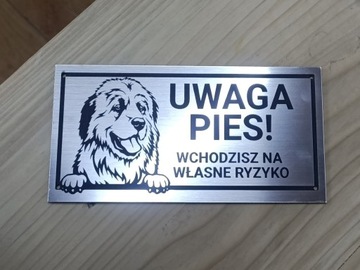 UWAGA
PIES!
WCHODZISZ NA
WŁASNE RYZYKO